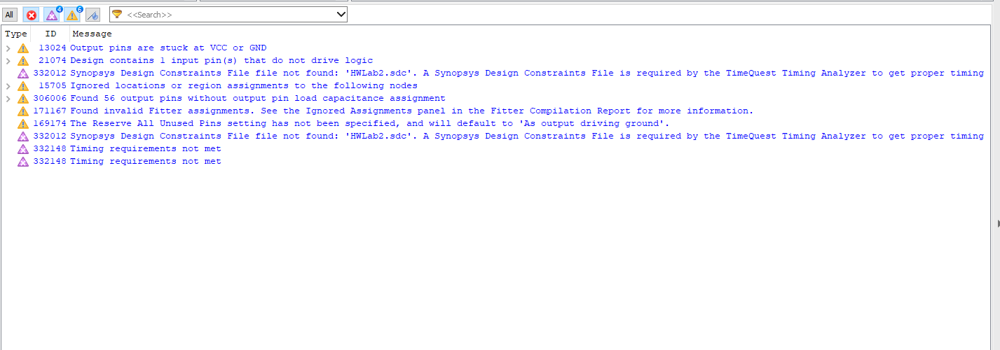 All 4 6 <<Search>>
Type ID Message
13024 Output pins are stuck at VCC or GND
21074 Design contains 1 input pin(s) that do not drive logic
332012 Synopsys Design Constraints File file not found: 'HWLab2.sdc'. A Synopsys Design Constraints File is required by the TimeQuest Timing Analyzer to get proper timing
15705 Ignored locations or region assignments to the following nodes
306006 Found 56 output pins without output pin load capacitance assignment
171167 Found invalid Fitter assignments. See the Ignored Assignments panel in the Fitter Compilation Report for more information.
169174 The Reserve All Unused Pins setting has not been specified, and will default to 'As output driving ground'.
332012 Synopsys Design Constraints File file not found: 'HWLab2.sdc'. A Synopsys Design Constraints File is required by the TimeQuest Timing Analyzer to get proper timing
332148 Timing requirements not met
332148 Timing requirements not met